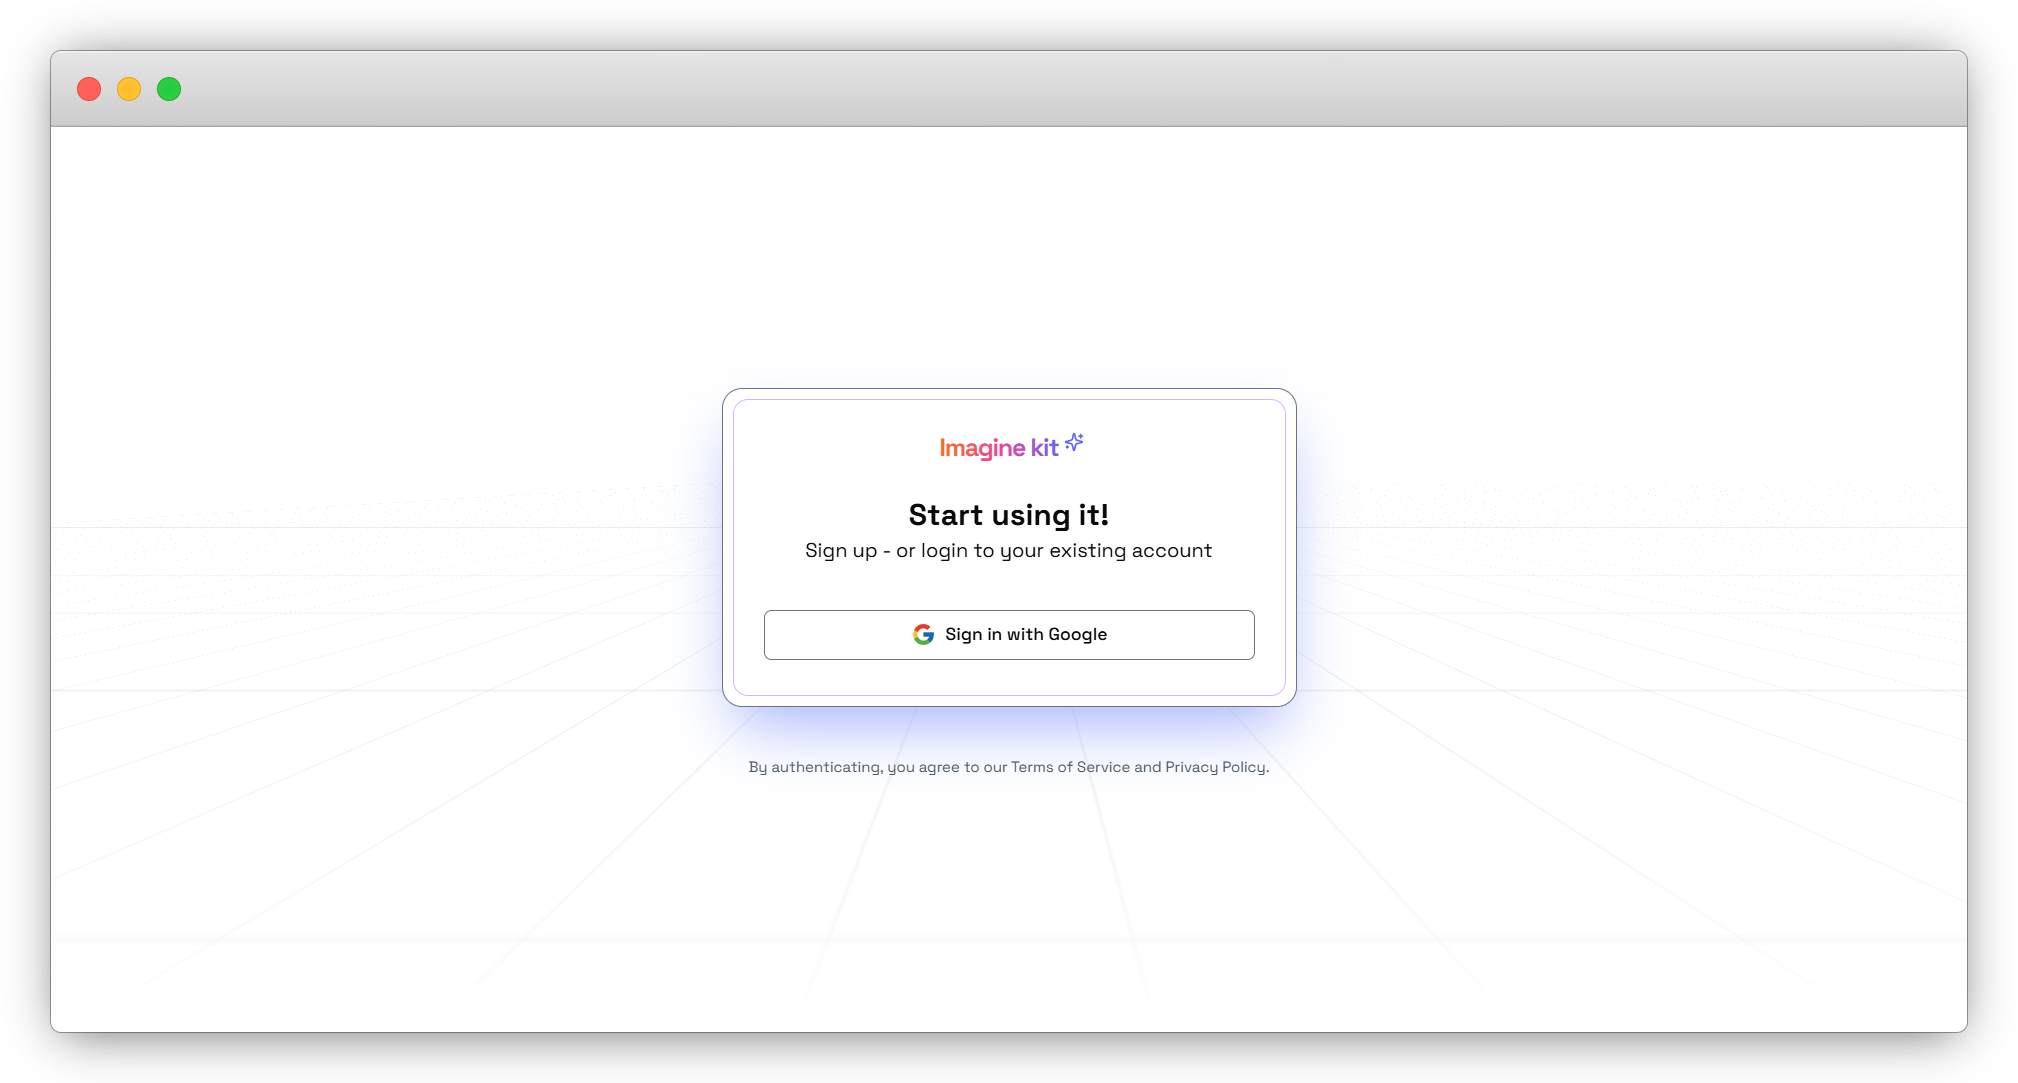 Imagine kit
Start using it!
Sign up - or login to your existing account
Sign in with Google
By authenticating, you agree to our Terms of Service and Privacy Policy.